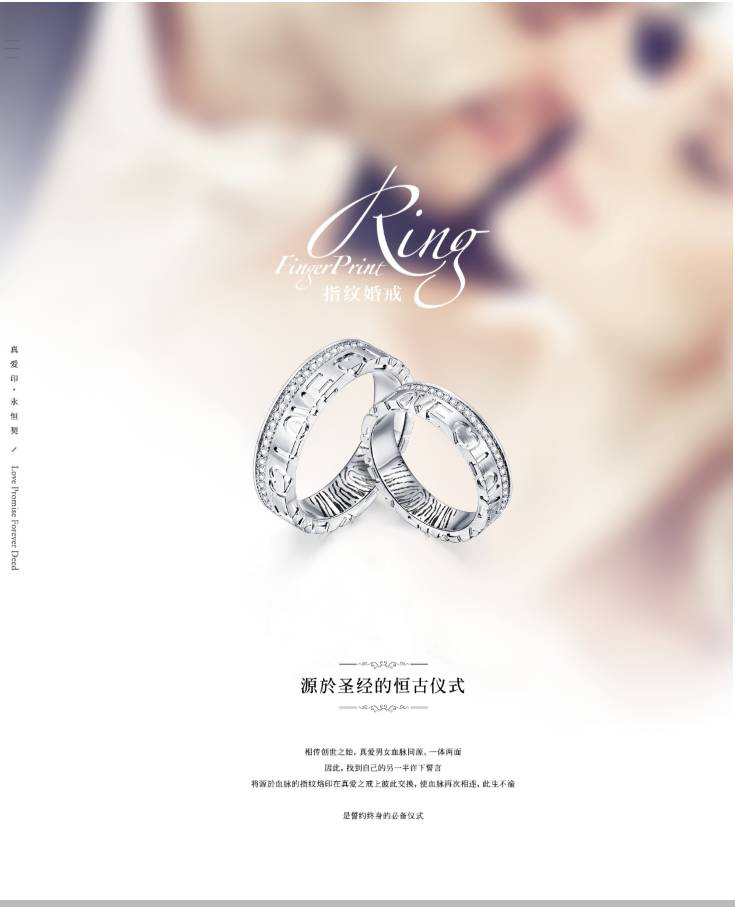 Ring
FingerPrint
指纹婚戒
真爱印·永恒契 / Love Promise Forever Deed
源於圣经的恒古仪式
相传创世之始，真爱男女血脉同源、一体两面
因此，找到自己的另一半许下誓言
将源於血脉的指纹烙印在真爱之戒上彼此交换，使血脉再次相连，此生不渝
是誓约终身的必备仪式